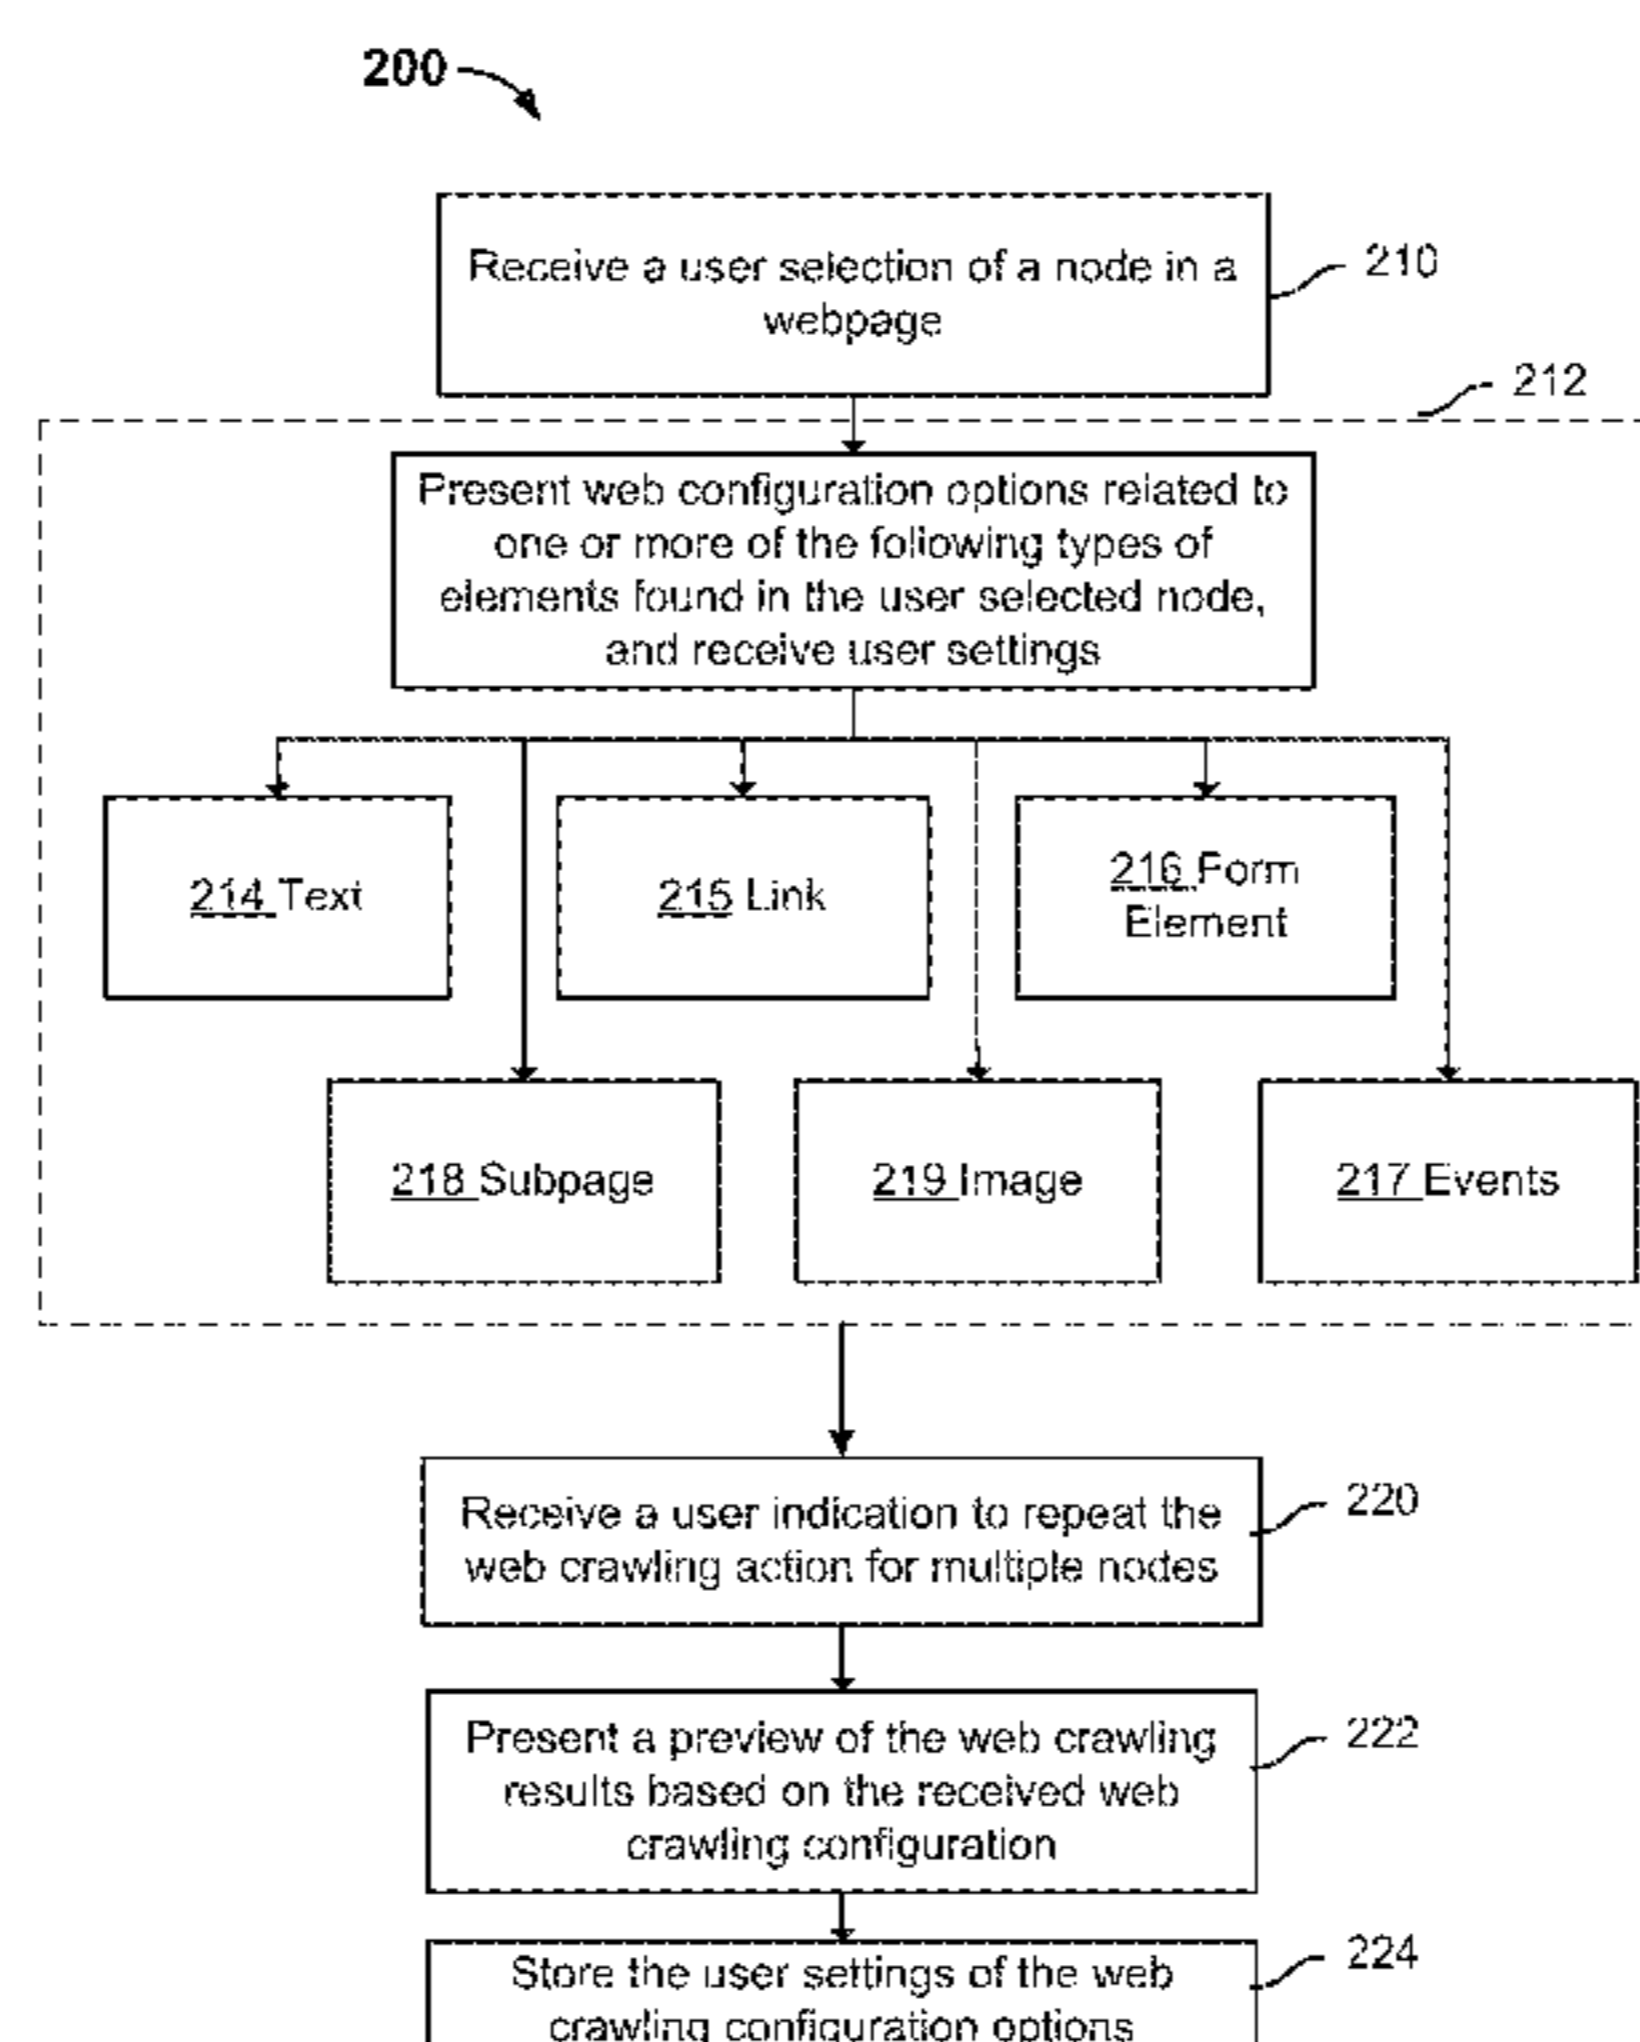 200
Receive a user selection of a node in a
webpage
210
212
Present web configuration options related to
one or more of the following types of
elements found in the user selected node,
and receive user settings
214 Text
215 Link
216 Form
Element
218 Subpage
219 Image
217 Events
Receive a user indication to repeat the
web crawling action for multiple nodes
220
Present a preview of the web crawling
results based on the received web
crawling configuration
222
Store the user settings of the web
crawling configuration options
224